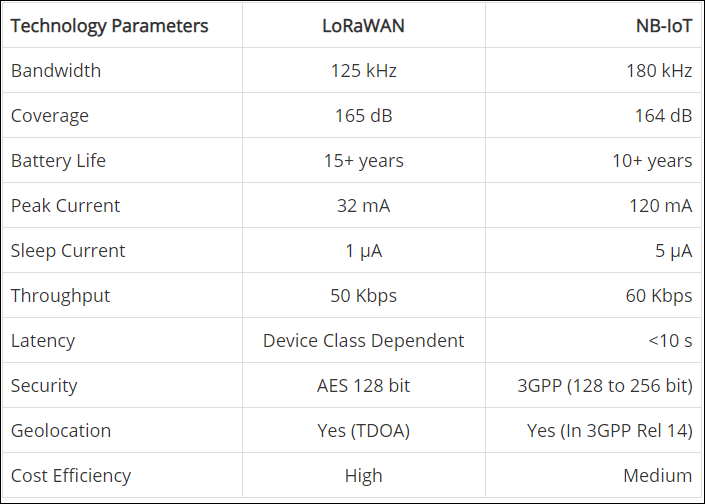 Technology Parameters LoRaWAN NB-IoT
Bandwidth 125 kHz 180 kHz
Coverage 165 dB 164 dB
Battery Life 15+ years 10+ years
Peak Current 32 mA 120 mA
Sleep Current 1 µA 5 µA
Throughput 50 Kbps 60 Kbps
Latency Device Class Dependent <10 s
Security AES 128 bit 3GPP (128 to 256 bit)
Geolocation Yes (TDOA) Yes (In 3GPP Rel 14)
Cost Efficiency High Medium